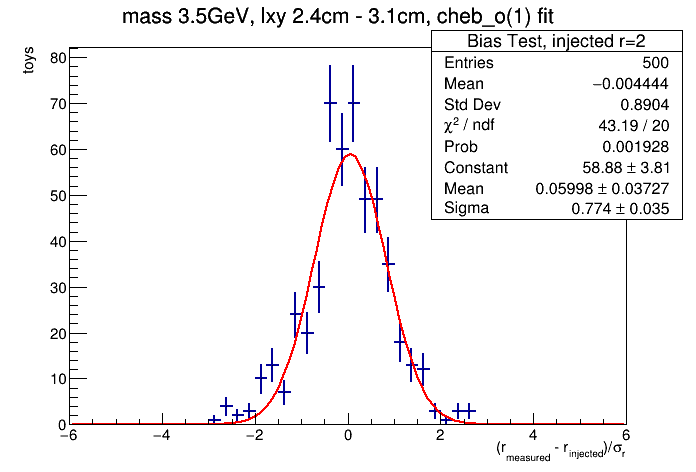 mass 3.5GeV, lxy 2.4cm - 3.1cm, cheb_o(1) fit
Bias Test, injected r=2
Entries 500
Mean −0.004444
Std Dev 0.8904
χ² / ndf 43.19 / 20
Prob 0.001928
Constant 58.88 ± 3.81
Mean 0.05998 ± 0.03727
Sigma 0.774 ± 0.035
toys
80
70
60
50
40
30
20
10
0
−6 −4 −2 0 2 4 6
(r_measured - r_injected)/σ_r